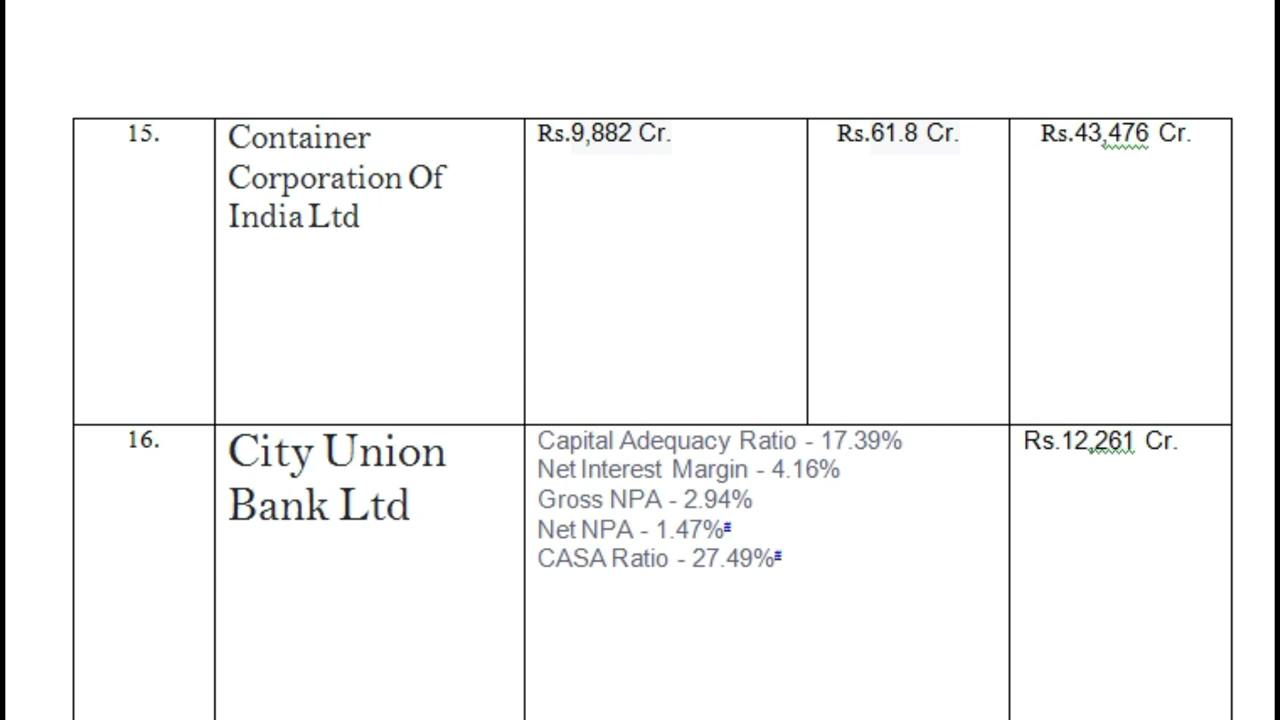 15.
Container
Corporation Of
India Ltd
Rs.9,882 Cr.
Rs.61.8 Cr.
Rs.43,476 Cr.
16.
City Union
Bank Ltd
Capital Adequacy Ratio - 17.39%
Net Interest Margin - 4.16%
Gross NPA - 2.94%
Net NPA - 1.47%#
CASA Ratio - 27.49%#
Rs.12,261 Cr.